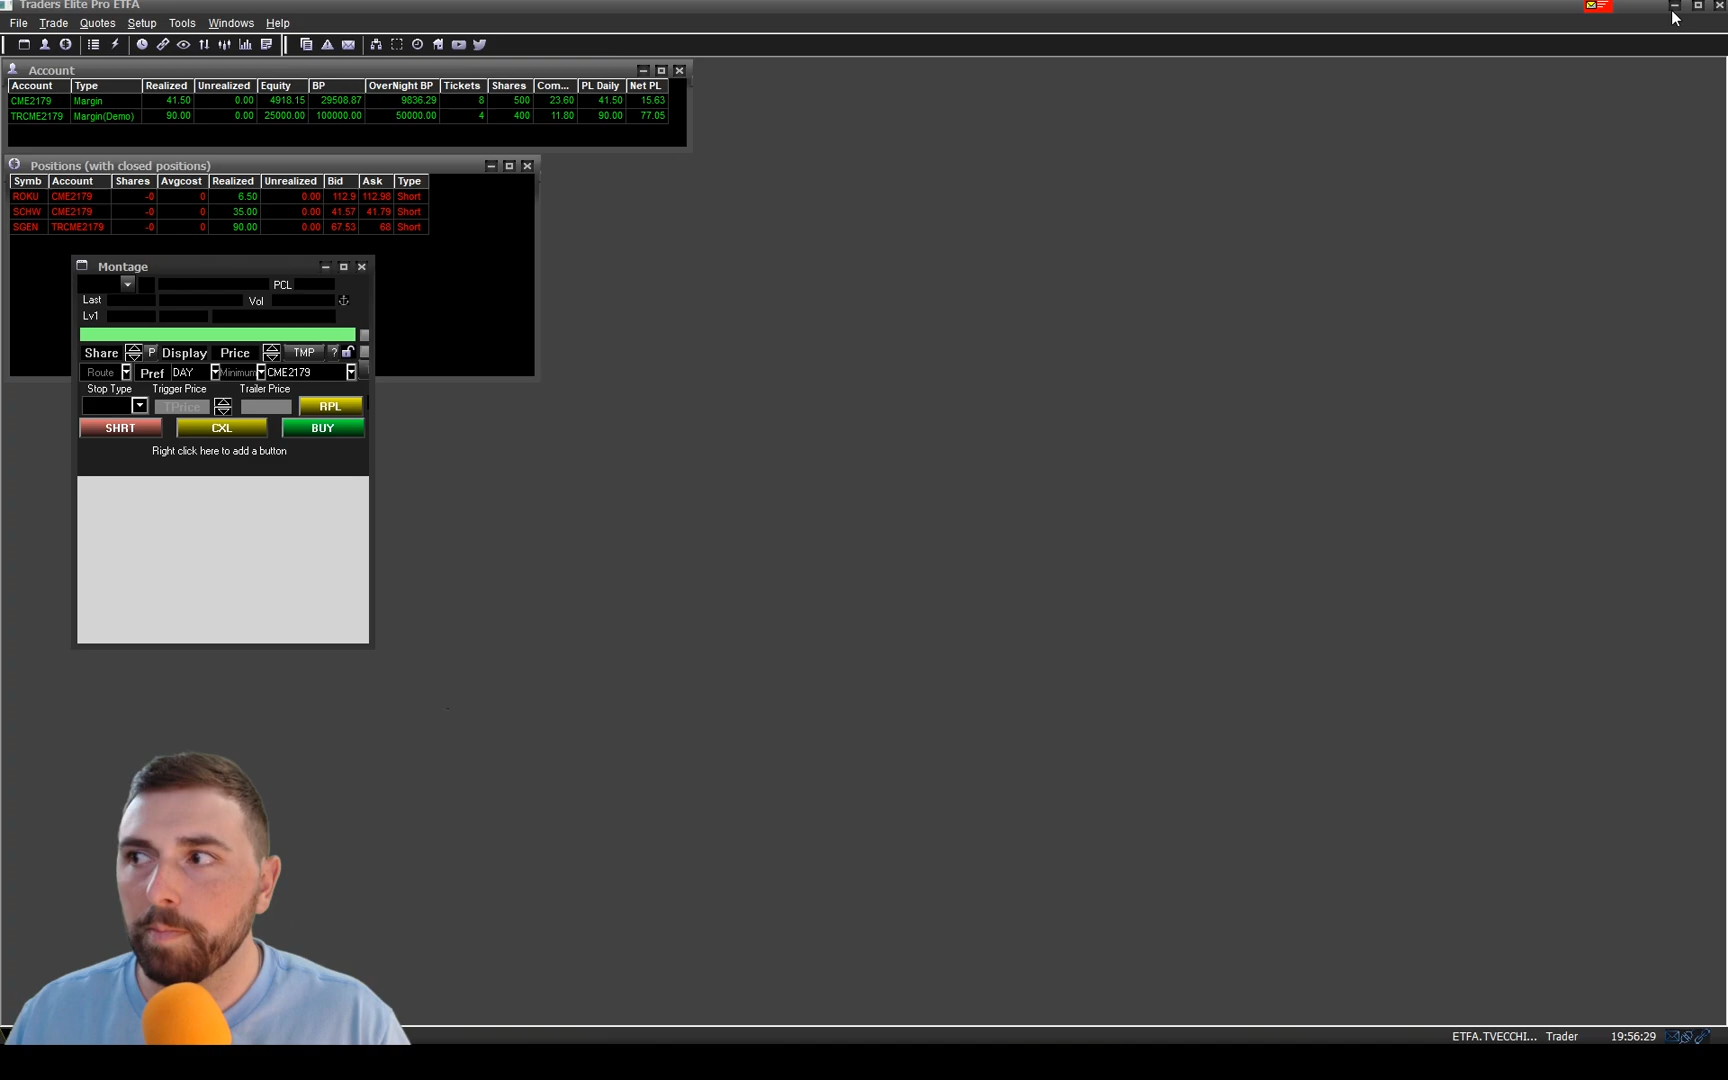 Traders Elite Pro ETFA
File Trade Quotes Setup Tools Windows Help
Account
Account Type Realized Unrealized Equity BP OverNight BP Tickets Shares Com... PL Daily Net PL
CME2179 Margin 41.50 0.00 4918.15 29508.87 9836.29 8 500 23.60 41.50 15.63
TRCME2179 Margin(Demo) 90.00 0.00 25000.00 100000.00 50000.00 4 400 11.80 90.00 77.05
Positions (with closed positions)
Symb Account Shares Avgcost Realized Unrealized Bid Ask Type
ROKU CME2179 -0 0 6.50 0.00 112.9 112.98 Short
SCHW CME2179 -0 0 35.00 0.00 41.57 41.79 Short
SGEN TRCME2179 -0 0 90.00 0.00 67.53 68 Short
Montage
PCL
Last Vol
Lv1
Share P Display Price TMP ?
Route Pref DAY Minimum CME2179
Stop Type Trigger Price Trailer Price
TPrice RPL
SHRT CXL BUY
Right click here to add a button
ETFA.TVECCHI... Trader 19:56:29